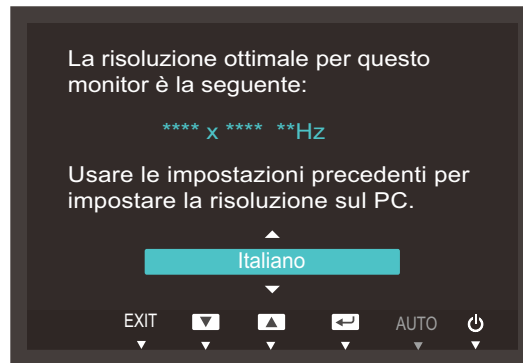 La risoluzione ottimale per questo
monitor è la seguente:
**** x **** **Hz
Usare le impostazioni precedenti per
impostare la risoluzione sul PC.
Italiano
EXIT AUTO